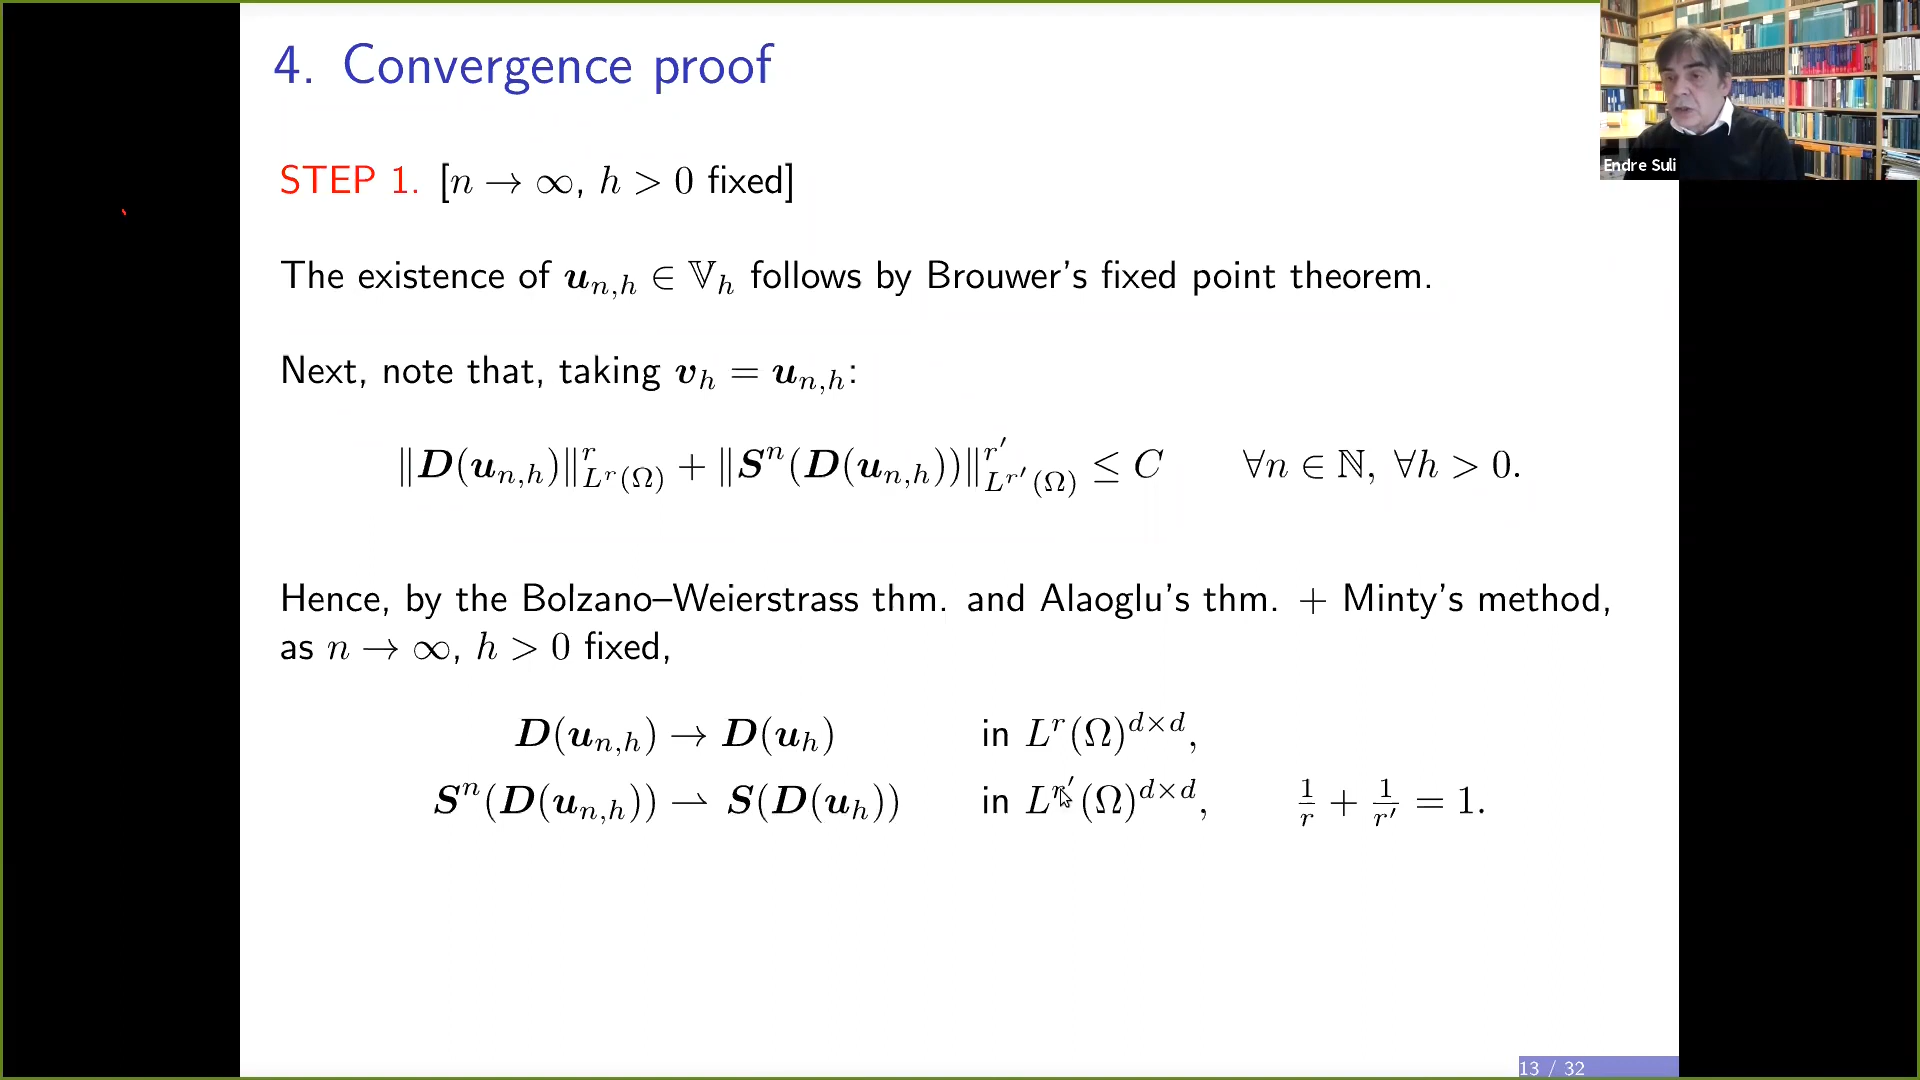 4. Convergence proof
Endre Suli
STEP 1. [n → ∞, h > 0 fixed]
The existence of u_{n,h} ∈ 𝕍_h follows by Brouwer's fixed point theorem.
Next, note that, taking v_h = u_{n,h}:
‖D(u_{n,h})‖^r_{L^r(Ω)} + ‖S^n(D(u_{n,h}))‖^{r′}_{L^{r′}(Ω)} ≤ C ∀n ∈ ℕ, ∀h > 0.
Hence, by the Bolzano–Weierstrass thm. and Alaoglu's thm. + Minty's method,
as n → ∞, h > 0 fixed,
D(u_{n,h}) → D(u_h) in L^r(Ω)^{d×d},
S^n(D(u_{n,h})) ⇀ S(D(u_h)) in L^{r′}(Ω)^{d×d}, 1/r + 1/r′ = 1.
13 / 32